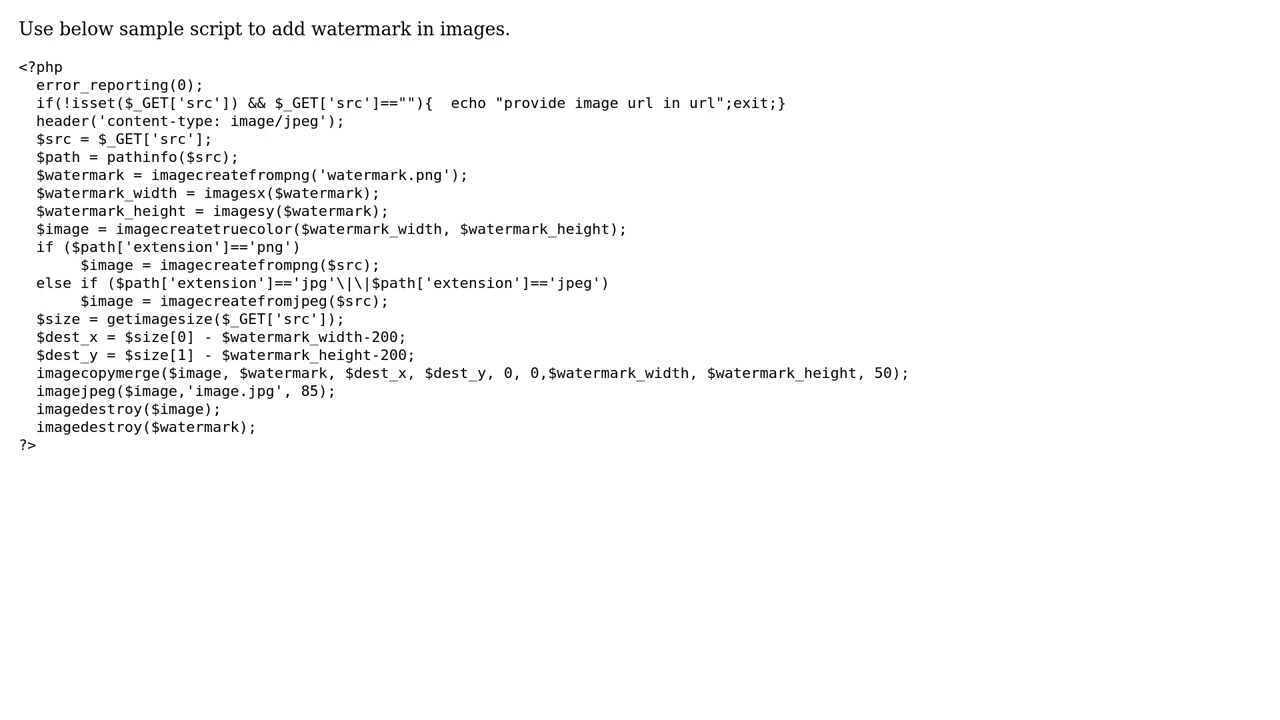 Use below sample script to add watermark in images.
<?php
  error_reporting(0);
  if(!isset($_GET['src']) && $_GET['src']==""){  echo "provide image url in url";exit;}
  header('content-type: image/jpeg');
  $src = $_GET['src'];
  $path = pathinfo($src);
  $watermark = imagecreatefrompng('watermark.png');
  $watermark_width = imagesx($watermark);
  $watermark_height = imagesy($watermark);
  $image = imagecreatetruecolor($watermark_width, $watermark_height);
  if ($path['extension']=='png')
       $image = imagecreatefrompng($src);
  else if ($path['extension']=='jpg'\|\|$path['extension']=='jpeg')
       $image = imagecreatefromjpeg($src);
  $size = getimagesize($_GET['src']);
  $dest_x = $size[0] - $watermark_width-200;
  $dest_y = $size[1] - $watermark_height-200;
  imagecopymerge($image, $watermark, $dest_x, $dest_y, 0, 0,$watermark_width, $watermark_height, 50);
  imagejpeg($image,'image.jpg', 85);
  imagedestroy($image);
  imagedestroy($watermark);
?>